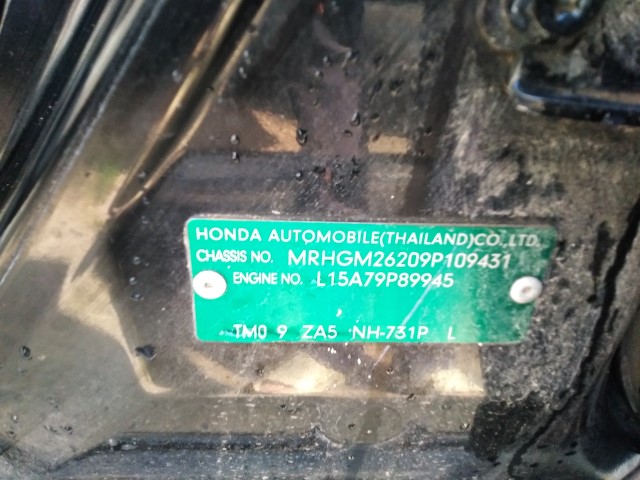 HONDA AUTOMOBILE(THAILAND)CO.,LTD.
CHASSIS NO. MRHGM26209P109431
ENGINE NO. L15A79P89945
TM0 9 ZA5 NH-731P L